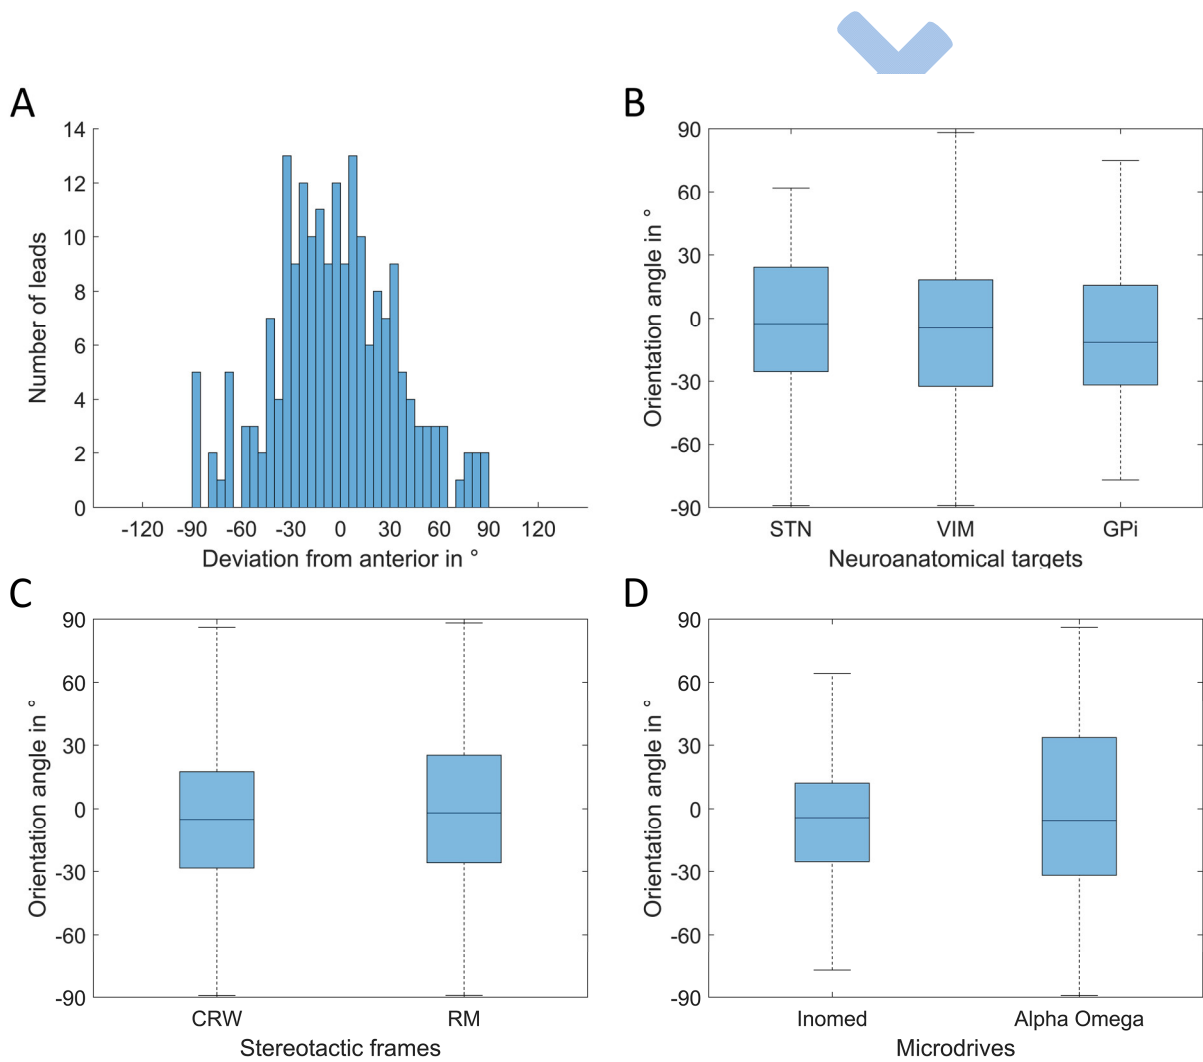 A
14
12
10
8
6
4
2
0
Number of leads
-120 -90 -60 -30 0 30 60 90 120
Deviation from anterior in °
B
90
60
30
0
-30
-60
-90
Orientation angle in °
STN VIM GPi
Neuroanatomical targets
C
90
60
30
0
-30
-60
-90
Orientation angle in °
CRW RM
Stereotactic frames
D
90
60
30
0
-30
-60
-90
Orientation angle in °
Inomed Alpha Omega
Microdrives